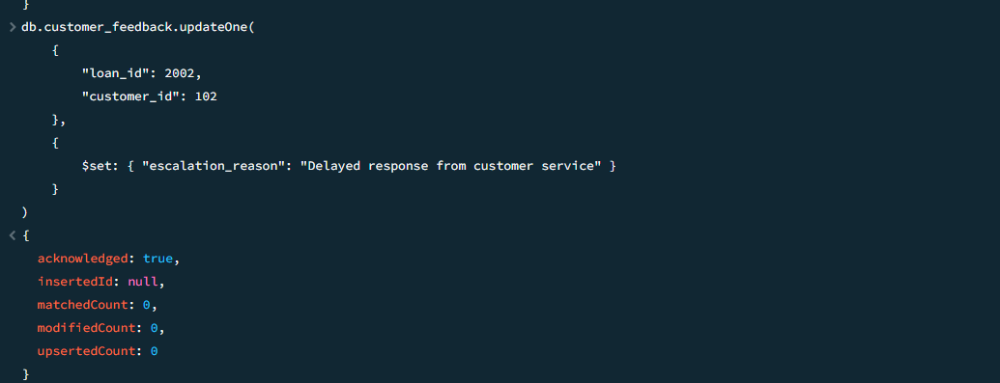 }
> db.customer_feedback.updateOne(
{
"loan_id": 2002,
"customer_id": 102
},
{
$set: { "escalation_reason": "Delayed response from customer service" }
}
)
< {
acknowledged: true,
insertedId: null,
matchedCount: 0,
modifiedCount: 0,
upsertedCount: 0
}